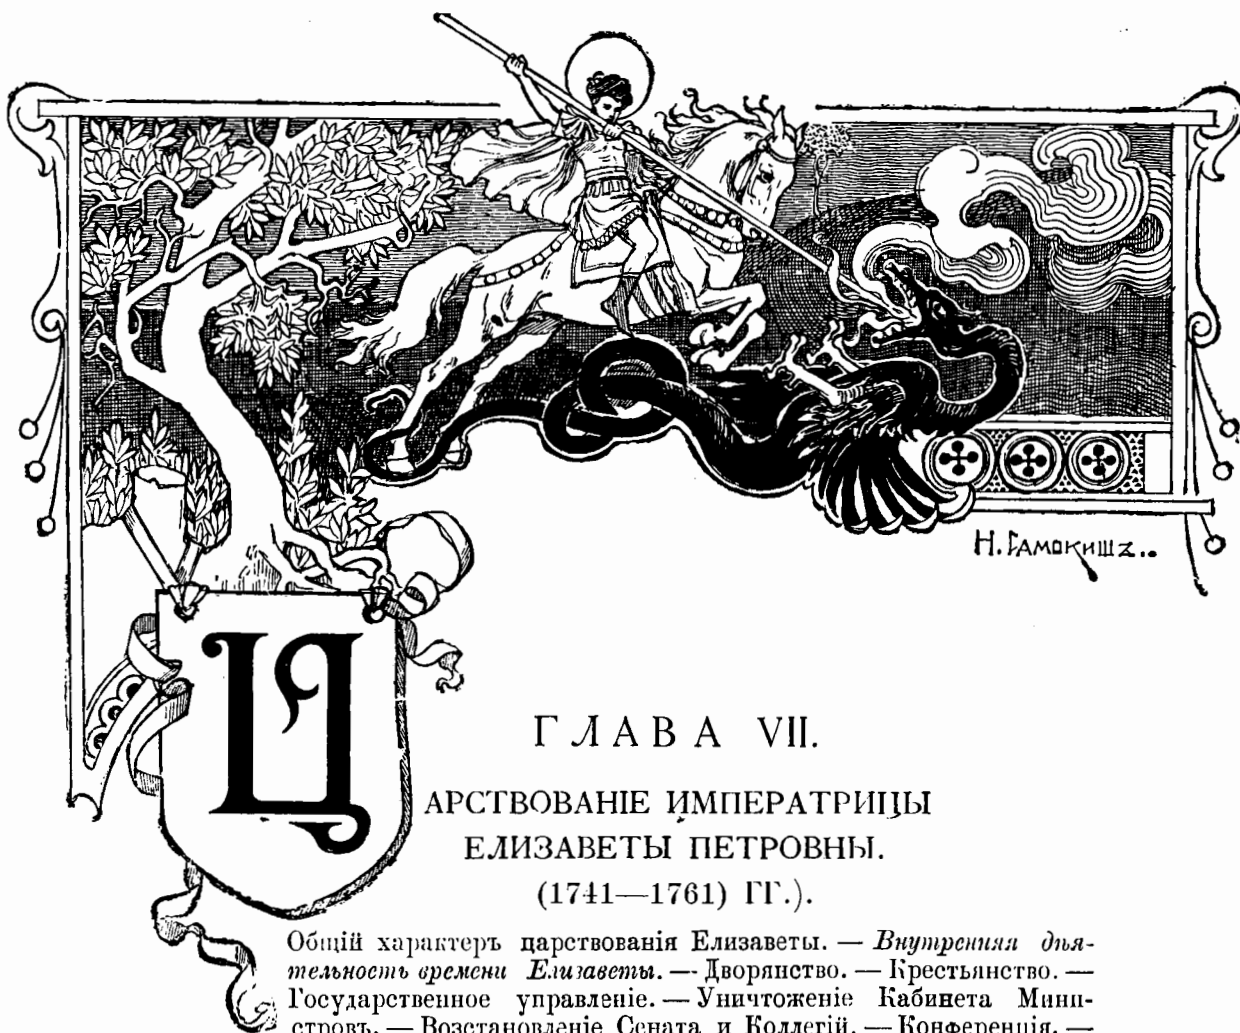 Н. САМОКИШЪ..
ГЛАВА VII.
ЦАРСТВОВАНІЕ ИМПЕРАТРИЦЫ
ЕЛИЗАВЕТЫ ПЕТРОВНЫ.
(1741—1761) ГГ.).
Общій характеръ царствованія Елизаветы. — Внутренняя дѣя-
тельность времени Елизаветы. — Дворянство. — Крестьянство. —
Государственное управленіе. — Уничтоженіе Кабинета Мини-
стровъ. — Возстановленіе Сената и Коллегій. — Конференція. —